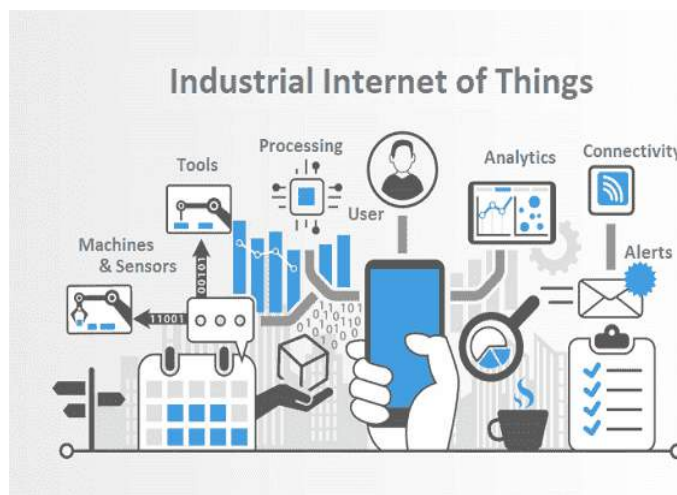 Industrial Internet of Things
Processing
Tools
User
Analytics
Connectivity
Machines
& Sensors
Alerts
00101
11001